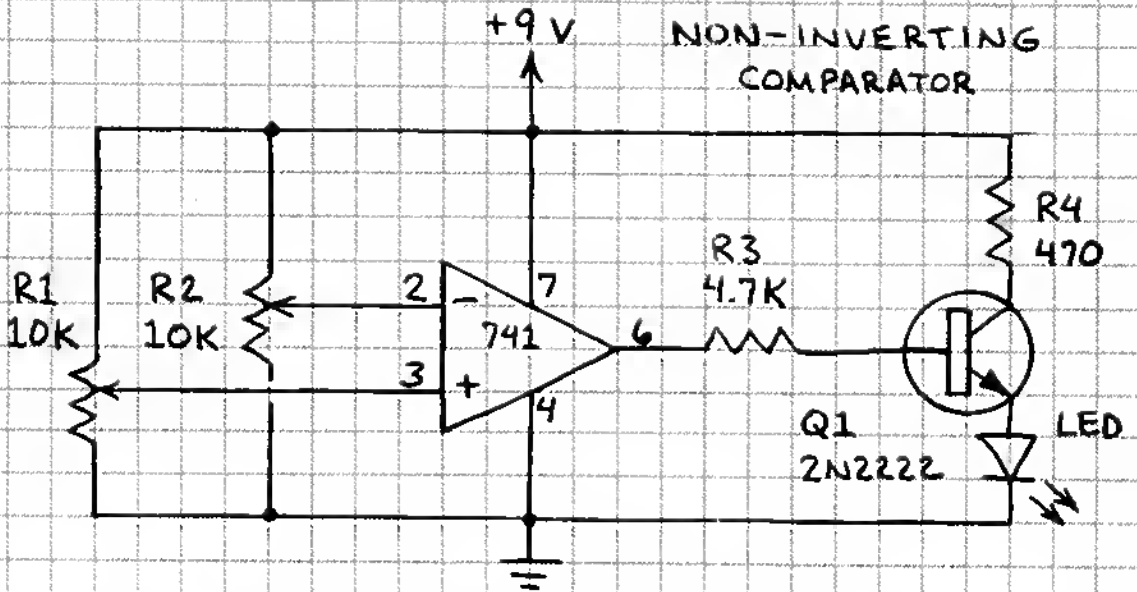 +9 V
NON-INVERTING
COMPARATOR
R1
10K
R2
10K
2
-
7
741
3
+
4
6
R3
4.7K
R4
470
Q1
2N2222
LED